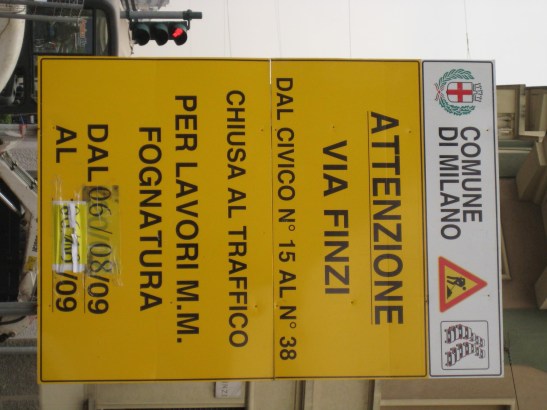 COMUNE
DI MILANO
ATTENZIONE
VIA FINZI
DAL CIVICO N° 15 AL N° 38
CHIUSA AL TRAFFICO
PER LAVORI M.M.
FOGNATURA
DAL 06/08/09
AL /09